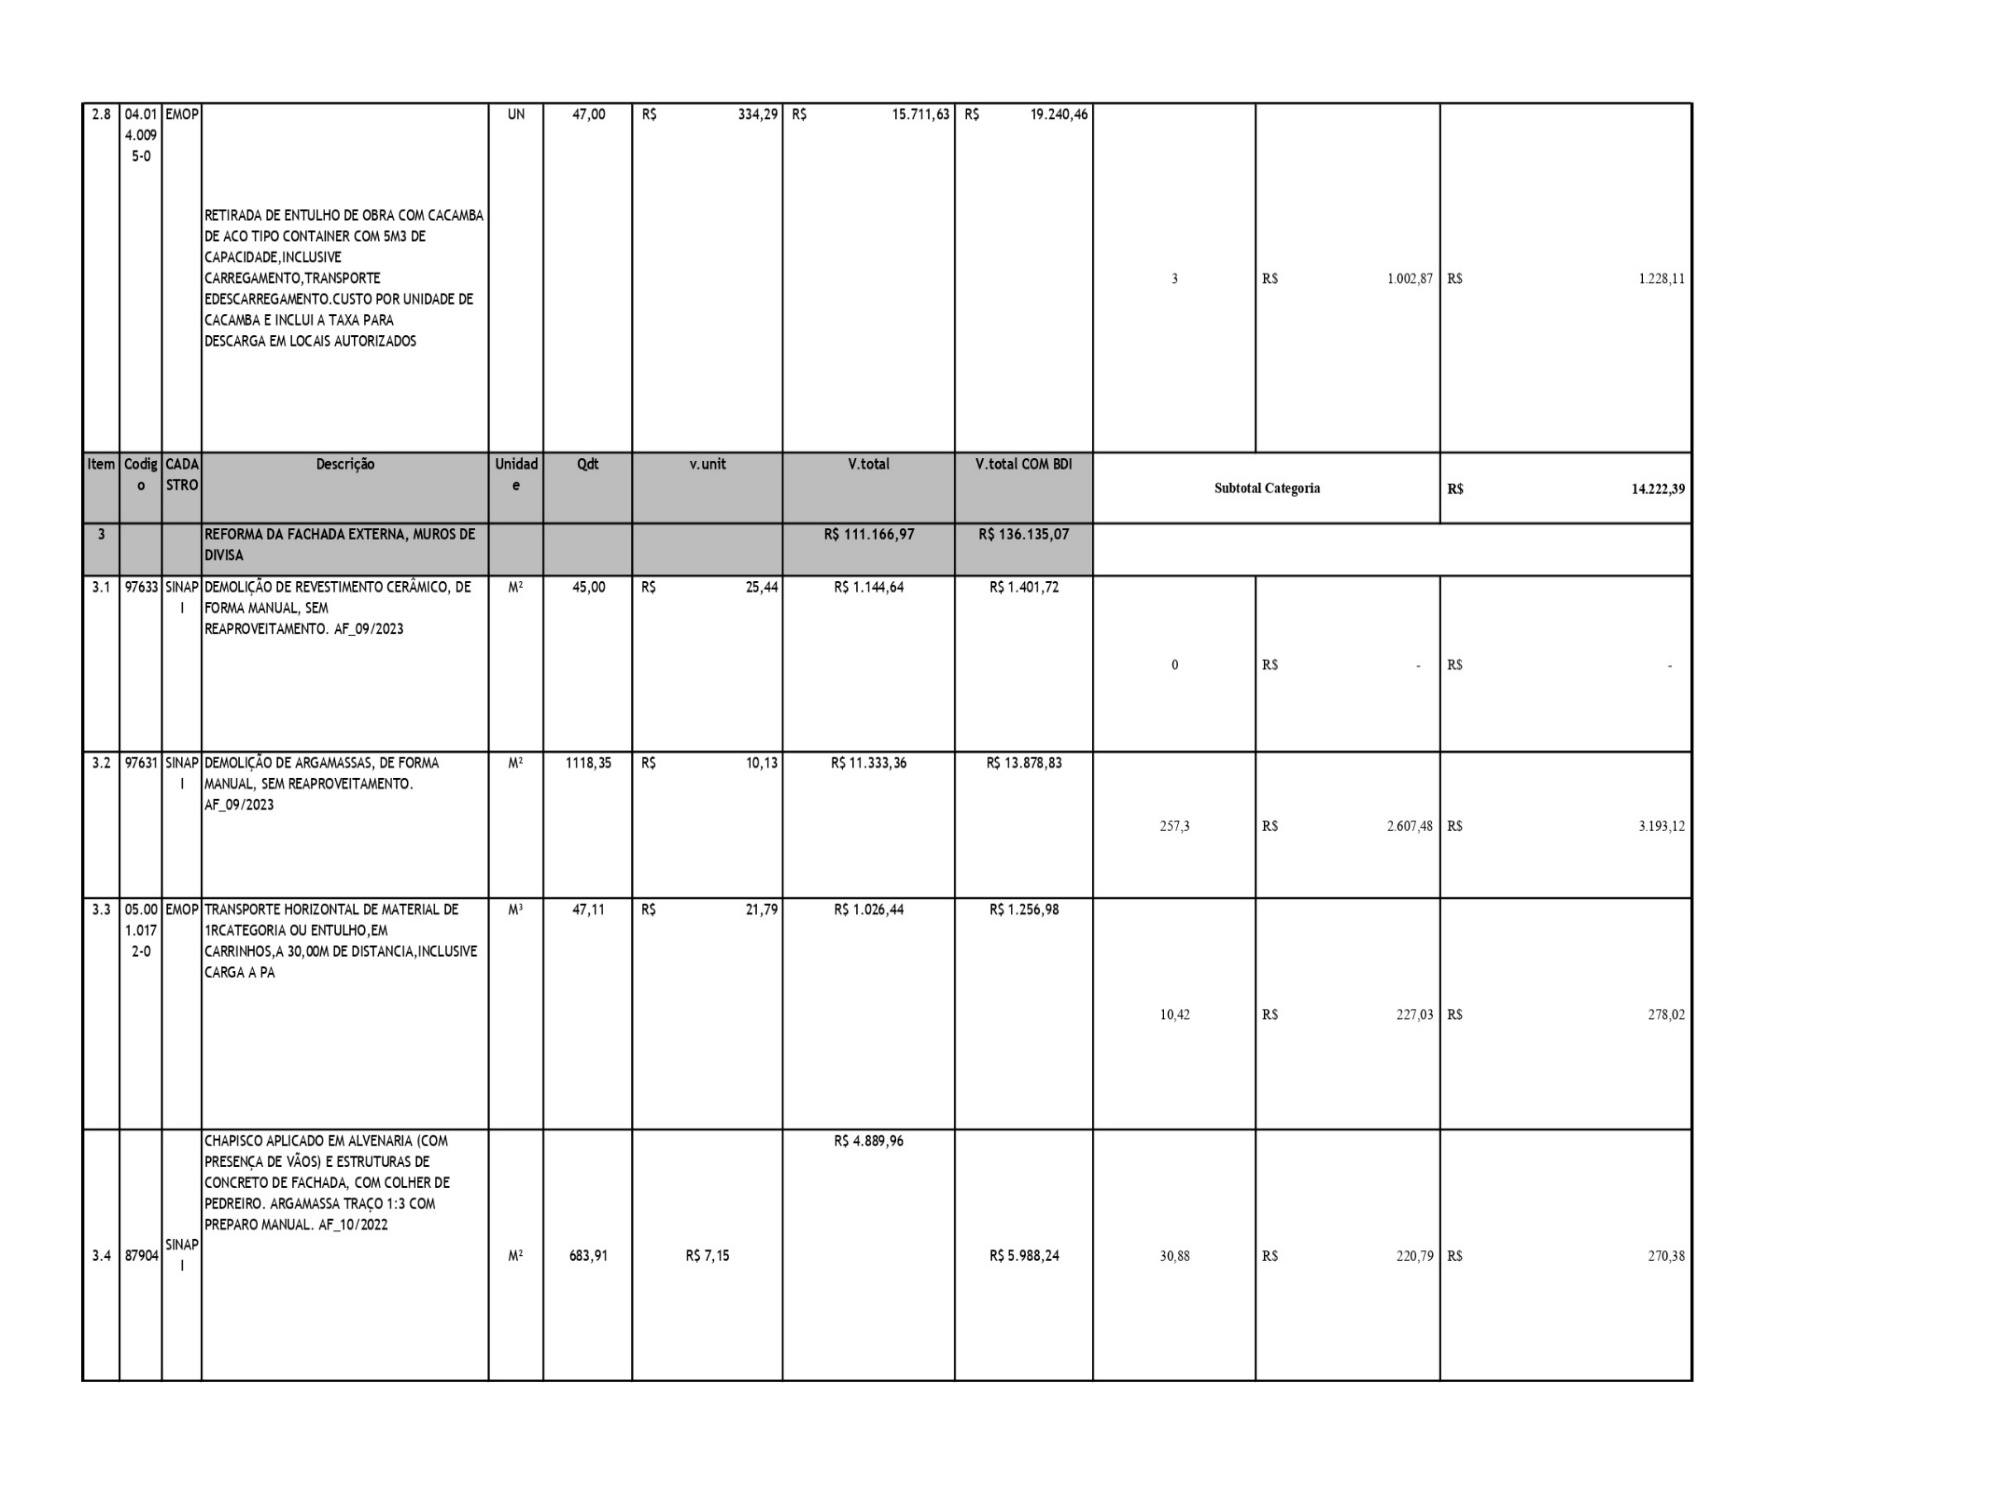 2.8 04.01 EMOP UN 47,00 R$ 334,29 R$ 15.711,63 R$ 19.240,46
4.009
5-0
RETIRADA DE ENTULHO DE OBRA COM CACAMBA
DE ACO TIPO CONTAINER COM 5M3 DE
CAPACIDADE,INCLUSIVE
CARREGAMENTO,TRANSPORTE
EDESCARREGAMENTO.CUSTO POR UNIDADE DE
CACAMBA E INCLUI A TAXA PARA
DESCARGA EM LOCAIS AUTORIZADOS
3 R$ 1.002,87 R$ 1.228,11
Item Codig CADA Descrição Unidad Qdt v.unit V.total V.total COM BDI
o STRO e
Subtotal Categoria R$ 14.222,39
3 REFORMA DA FACHADA EXTERNA, MUROS DE R$ 111.166,97 R$ 136.135,07
DIVISA
3.1 97633 SINAP DEMOLIÇÃO DE REVESTIMENTO CERÂMICO, DE M² 45,00 R$ 25,44 R$ 1.144,64 R$ 1.401,72
I FORMA MANUAL, SEM
REAPROVEITAMENTO. AF_09/2023
0 R$ - R$ -
3.2 97631 SINAP DEMOLIÇÃO DE ARGAMASSAS, DE FORMA M² 1118,35 R$ 10,13 R$ 11.333,36 R$ 13.878,83
I MANUAL, SEM REAPROVEITAMENTO.
AF_09/2023
257,3 R$ 2.607,48 R$ 3.193,12
3.3 05.00 EMOP TRANSPORTE HORIZONTAL DE MATERIAL DE M³ 47,11 R$ 21,79 R$ 1.026,44 R$ 1.256,98
1.017 1RCATEGORIA OU ENTULHO,EM
2-0 CARRINHOS,A 30,00M DE DISTANCIA,INCLUSIVE
CARGA A PA
10,42 R$ 227,03 R$ 278,02
CHAPISCO APLICADO EM ALVENARIA (COM R$ 4.889,96
PRESENÇA DE VÃOS) E ESTRUTURAS DE
CONCRETO DE FACHADA, COM COLHER DE
PEDREIRO. ARGAMASSA TRAÇO 1:3 COM
PREPARO MANUAL. AF_10/2022
3.4 87904 SINAP M² 683,91 R$ 7,15 R$ 5.988,24 30,88 R$ 220,79 R$ 270,38
I